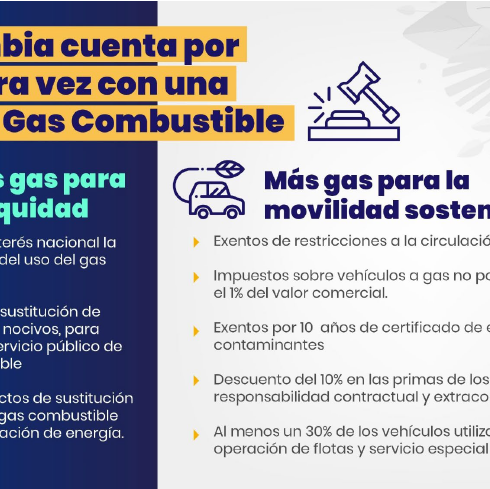 bia cuenta por
ra vez con una
Gas Combustible
s gas para
quidad
terés nacional la
del uso del gas
sustitución de
nocivos, para
ervicio público de
ble
ctos de sustitución
gas combustible
ación de energía.
Más gas para la
movilidad sosten
Exentos de restricciones a la circulació
Impuestos sobre vehículos a gas no po
el 1% del valor comercial.
Exentos por 10 años de certificado de e
contaminantes
Descuento del 10% en las primas de los
responsabilidad contractual y extraco
Al menos un 30% de los vehículos utiliza
operación de flotas y servicio especial